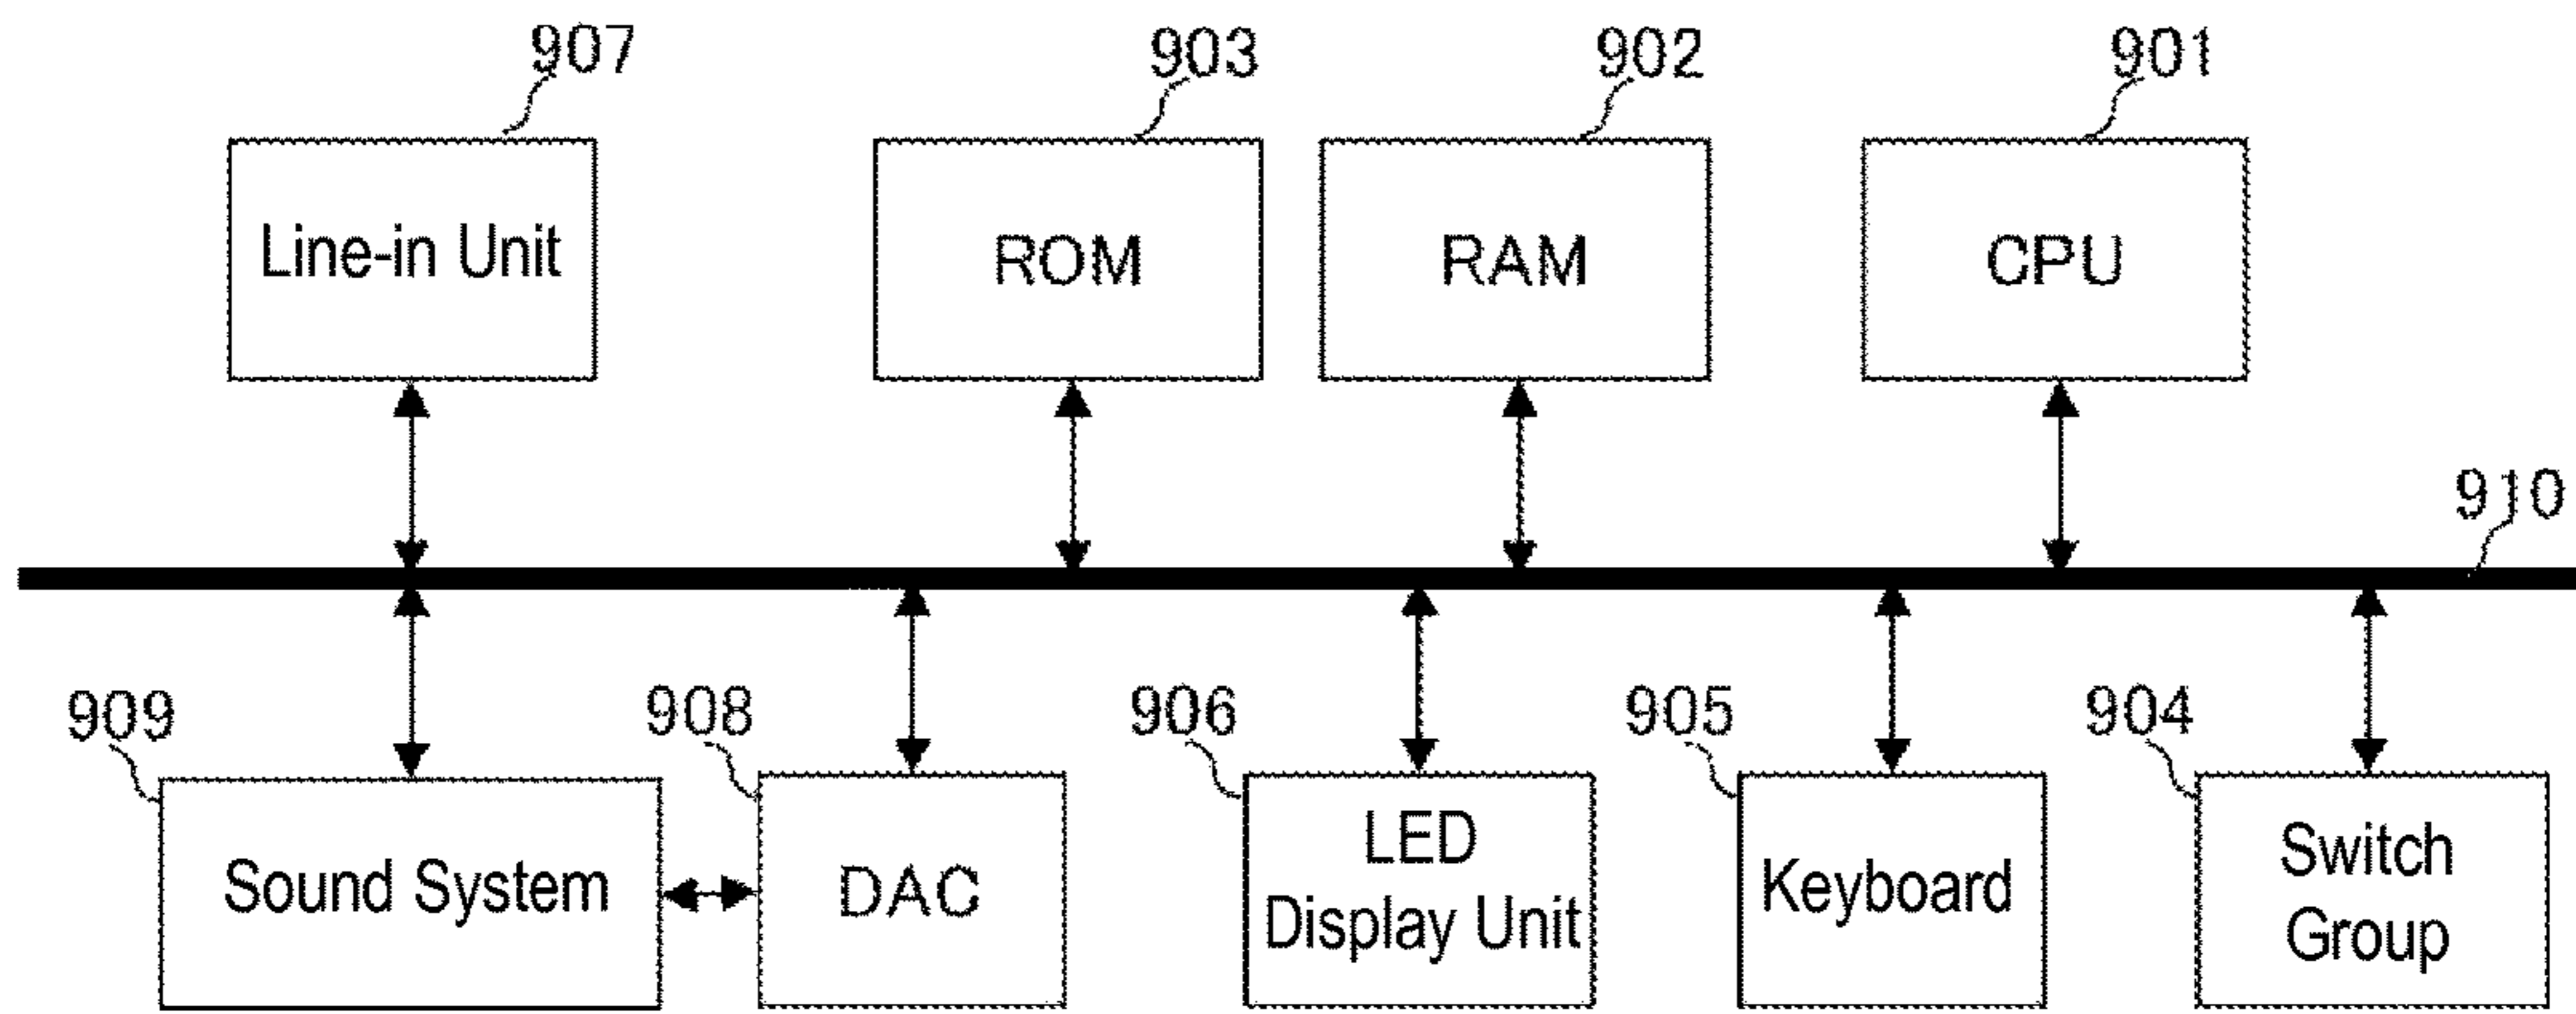 907
903
902
901
Line-in Unit
ROM
RAM
CPU
910
909
908
906
905
904
Sound System
DAC
LED
Display Unit
Keyboard
Switch
Group